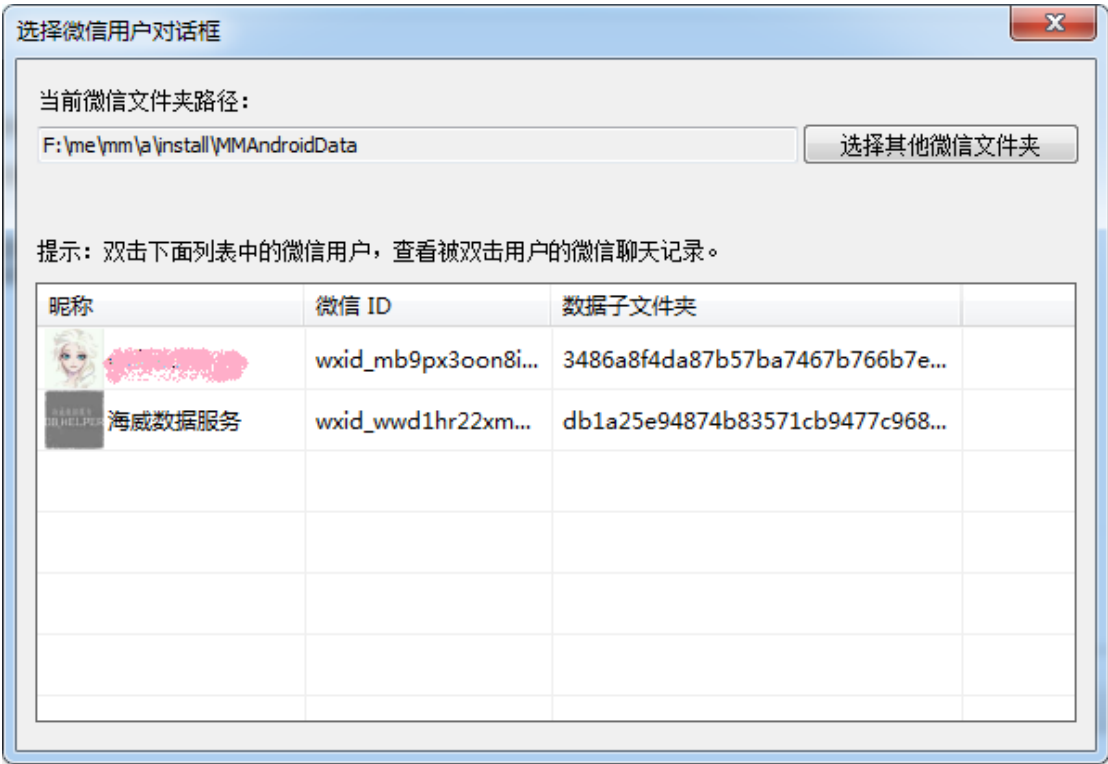 选择微信用户对话框
当前微信文件夹路径:
F:\me\mm\a\install\MMAndroidData
选择其他微信文件夹
提示: 双击下面列表中的微信用户，查看被双击用户的微信聊天记录。
昵称 微信 ID 数据子文件夹
wxid_mb9px3oon8i... 3486a8f4da87b57ba7467b766b7e...
海威数据服务 wxid_wwd1hr22xm... db1a25e94874b83571cb9477c968...